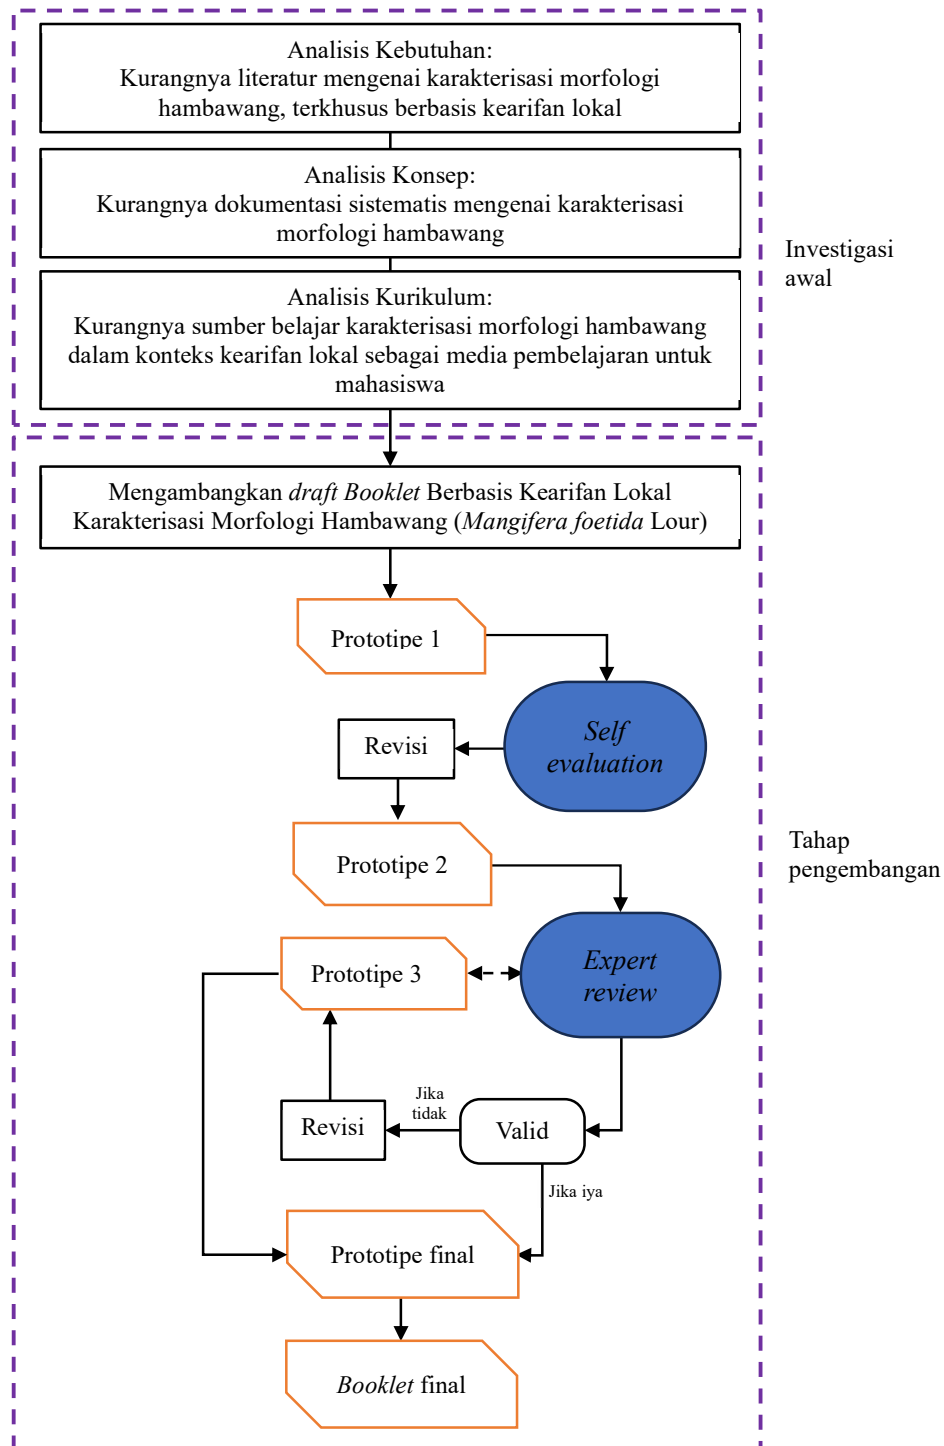 Analisis Kebutuhan:
Kurangnya literatur mengenai karakterisasi morfologi
hambawang, terkhusus berbasis kearifan lokal
Analisis Konsep:
Kurangnya dokumentasi sistematis mengenai karakterisasi
morfologi hambawang
Analisis Kurikulum:
Kurangnya sumber belajar karakterisasi morfologi hambawang
dalam konteks kearifan lokal sebagai media pembelajaran untuk
mahasiswa
Investigasi
awal
Mengambangkan draft Booklet Berbasis Kearifan Lokal
Karakterisasi Morfologi Hambawang (Mangifera foetida Lour)
Prototipe 1
Self
evaluation
Revisi
Prototipe 2
Tahap
pengembangan
Expert
review
Prototipe 3
Jika
tidak
Revisi
Valid
Jika iya
Prototipe final
Booklet final